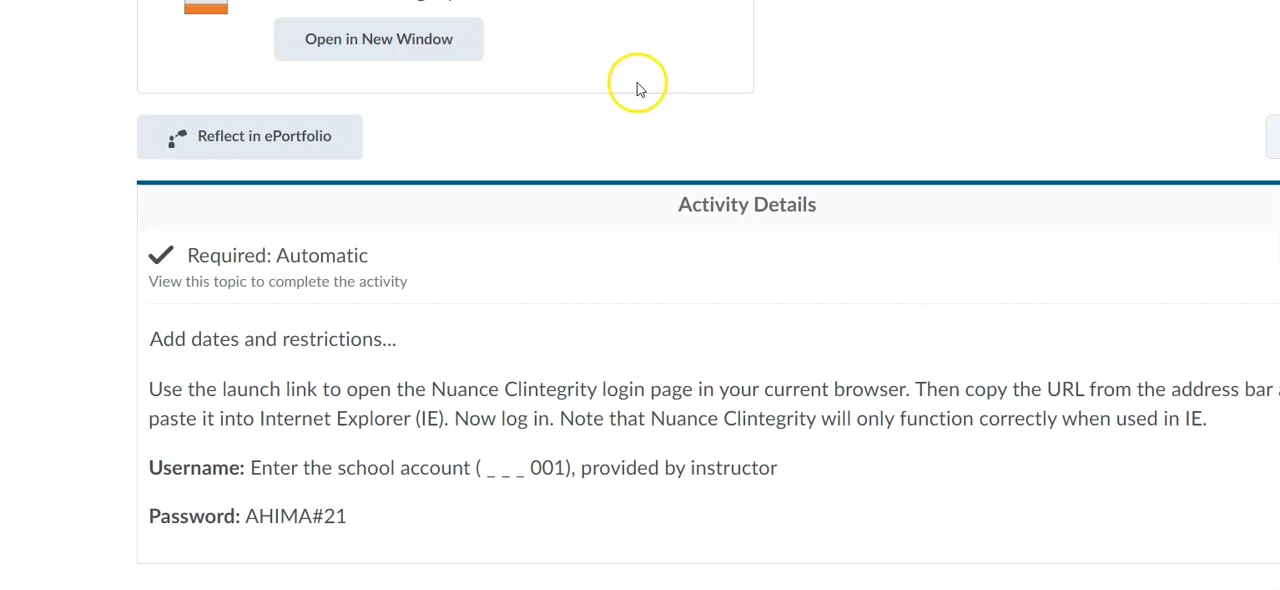 Open in New Window
Reflect in ePortfolio
Activity Details
Required: Automatic
View this topic to complete the activity
Add dates and restrictions...
Use the launch link to open the Nuance Clintegrity login page in your current browser. Then copy the URL from the address bar
paste it into Internet Explorer (IE). Now log in. Note that Nuance Clintegrity will only function correctly when used in IE.
Username: Enter the school account ( _ _ _ 001), provided by instructor
Password: AHIMA#21